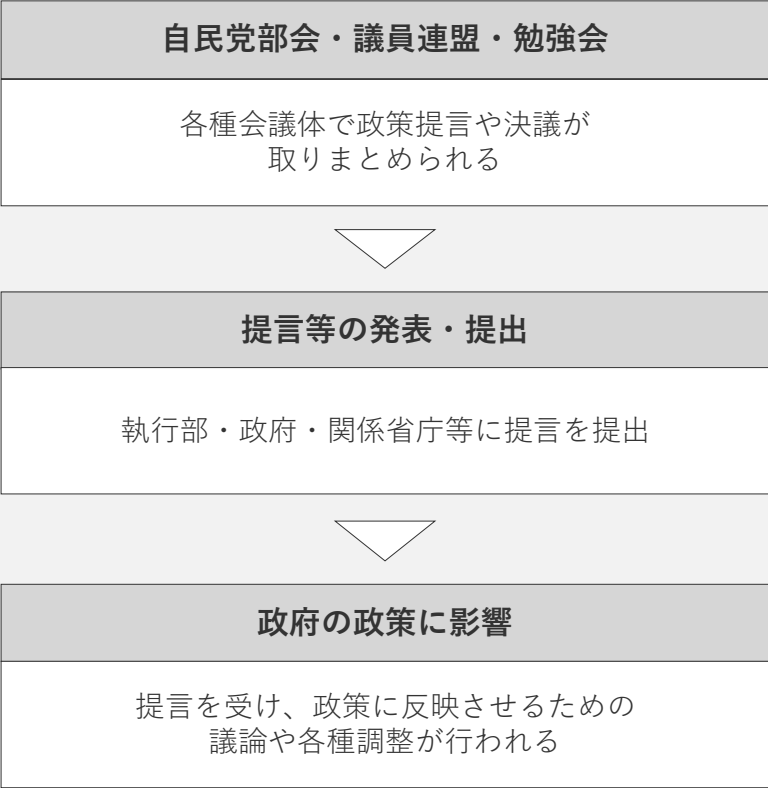 自民党部会・議員連盟・勉強会
各種会議体で政策提言や決議が
取りまとめられる
提言等の発表・提出
執行部・政府・関係省庁等に提言を提出
政府の政策に影響
提言を受け、政策に反映させるための
議論や各種調整が行われる